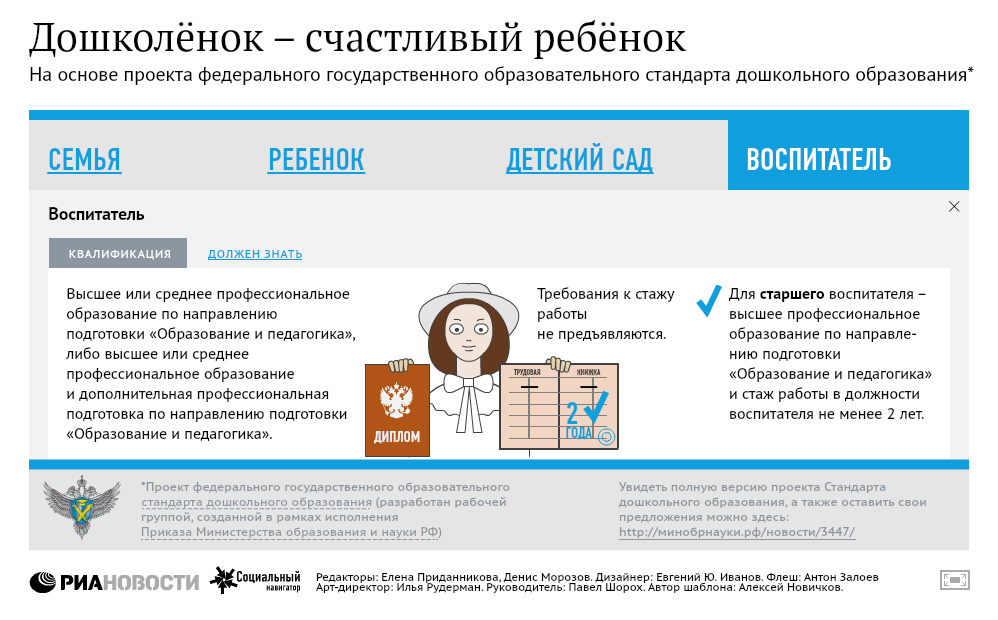 Дошколёнок – счастливый ребёнок
На основе проекта федерального государственного образовательного стандарта дошкольного образования*
СЕМЬЯ
РЕБЕНОК
ДЕТСКИЙ САД
ВОСПИТАТЕЛЬ
Воспитатель
КВАЛИФИКАЦИЯ
ДОЛЖЕН ЗНАТЬ
Высшее или среднее профессиональное
образование по направлению
подготовки «Образование и педагогика»,
либо высшее или среднее
профессиональное образование
и дополнительная профессиональная
подготовка по направлению подготовки
«Образование и педагогика».
ДИПЛОМ
Требования к стажу
работы
не предъявляются.
ТРУДОВАЯ
КНИЖКА
2
ГОДА
Для старшего воспитателя –
высшее профессиональное
образование по направле-
нию подготовки
«Образование и педагогика»
и стаж работы в должности
воспитателя не менее 2 лет.
*Проект федерального государственного образовательного
стандарта дошкольного образования (разработан рабочей
группой, созданной в рамках исполнения
Приказа Министерства образования и науки РФ)
Увидеть полную версию проекта Стандарта
дошкольного образования, а также оставить свои
предложения можно здесь:
http://минобрнауки.рф/новости/3447/
РИАНОВОСТИ
Социальный
навигатор
Редакторы: Елена Приданникова, Денис Морозов. Дизайнер: Евгений Ю. Иванов. Флеш: Антон Залоев
Арт-директор: Илья Рудерман. Руководитель: Павел Шорох. Автор шаблона: Алексей Новичков.